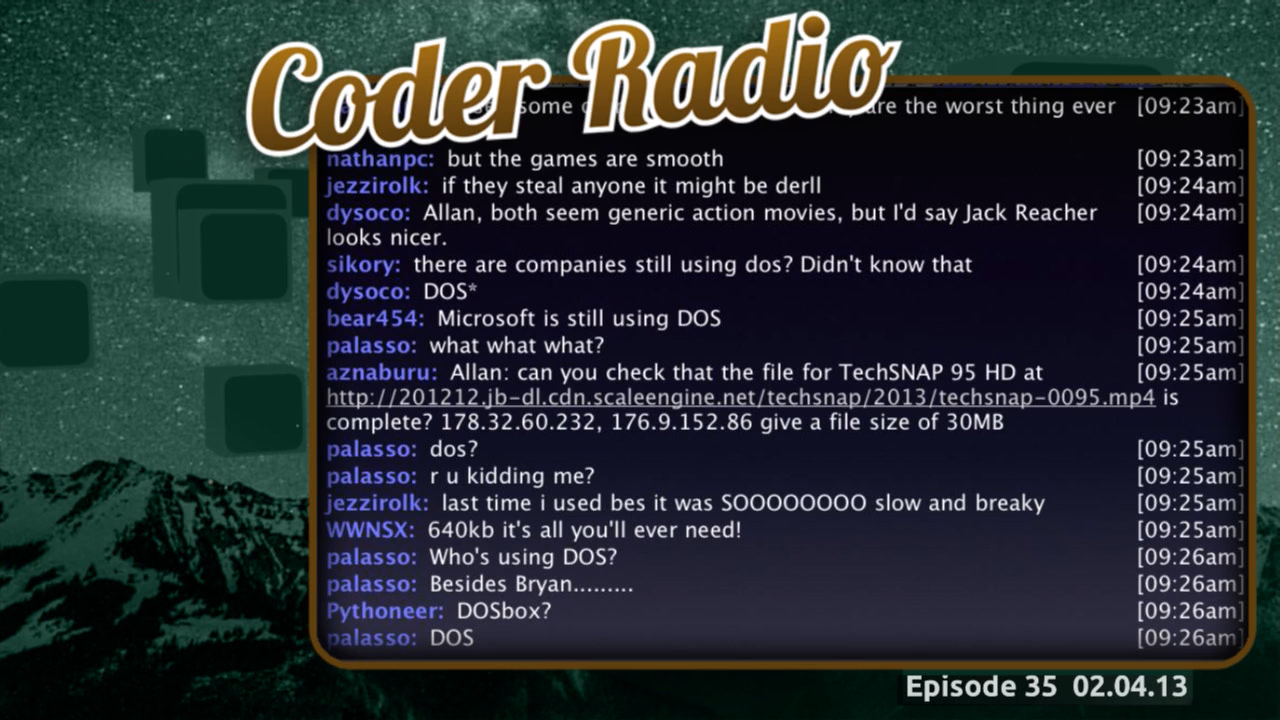 Coder Radio
some are the worst thing ever [09:23am]
nathanpc: but the games are smooth [09:23am]
jezzirolk: if they steal anyone it might be derll [09:24am]
dysoco: Allan, both seem generic action movies, but I'd say Jack Reacher [09:24am]
looks nicer.
sikory: there are companies still using dos? Didn't know that [09:24am]
dysoco: DOS* [09:24am]
bear454: Microsoft is still using DOS [09:25am]
palasso: what what what? [09:25am]
aznaburu: Allan: can you check that the file for TechSNAP 95 HD at [09:25am]
http://201212.jb-dl.cdn.scaleengine.net/techsnap/2013/techsnap-0095.mp4 is
complete? 178.32.60.232, 176.9.152.86 give a file size of 30MB
palasso: dos? [09:25am]
palasso: r u kidding me? [09:25am]
jezzirolk: last time i used bes it was SOOOOOOOO slow and breaky [09:25am]
WWNSX: 640kb it's all you'll ever need! [09:25am]
palasso: Who's using DOS? [09:26am]
palasso: Besides Bryan......... [09:26am]
Pythoneer: DOSbox? [09:26am]
palasso: DOS [09:26am]
Episode 35 02.04.13